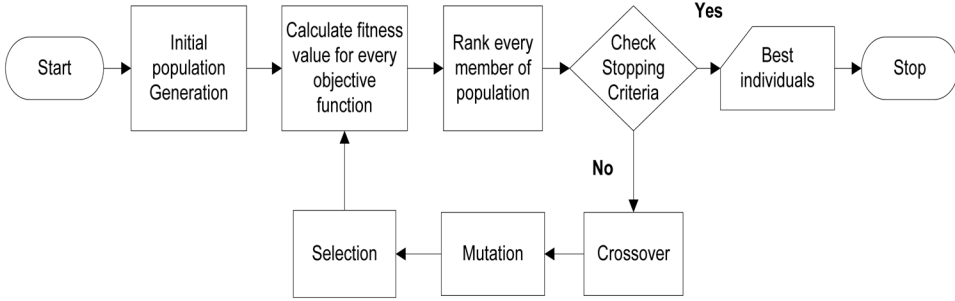 Start
Initial
population
Generation
Calculate fitness
value for every
objective
function
Rank every
member of
population
Check
Stopping
Criteria
Yes
Best
individuals
Stop
No
Selection
Mutation
Crossover